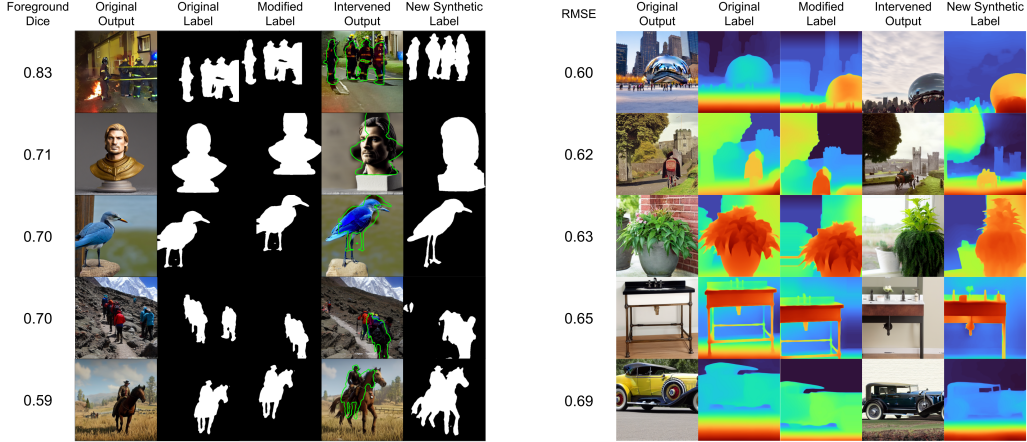 Foreground Dice
Original Output
Original Label
Modified Label
Intervened Output
New Synthetic Label
0.83
0.71
0.70
0.70
0.59
RMSE
Original Output
Original Label
Modified Label
Intervened Output
New Synthetic Label
0.60
0.62
0.63
0.65
0.69